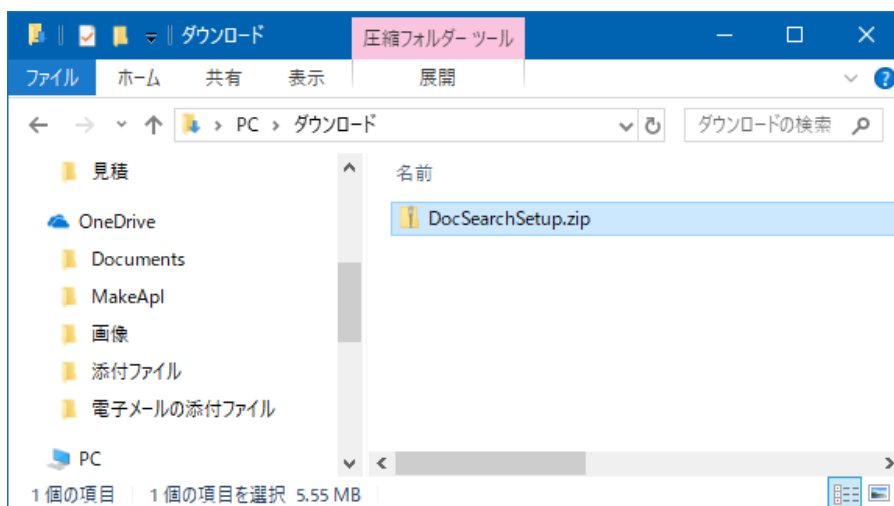 ダウンロード
圧縮フォルダー ツール
ファイル ホーム 共有 表示 展開
PC › ダウンロード
ダウンロードの検索
見積
OneDrive
Documents
MakeApl
画像
添付ファイル
電子メールの添付ファイル
PC
名前
DocSearchSetup.zip
1 個の項目 1 個の項目を選択 5.55 MB